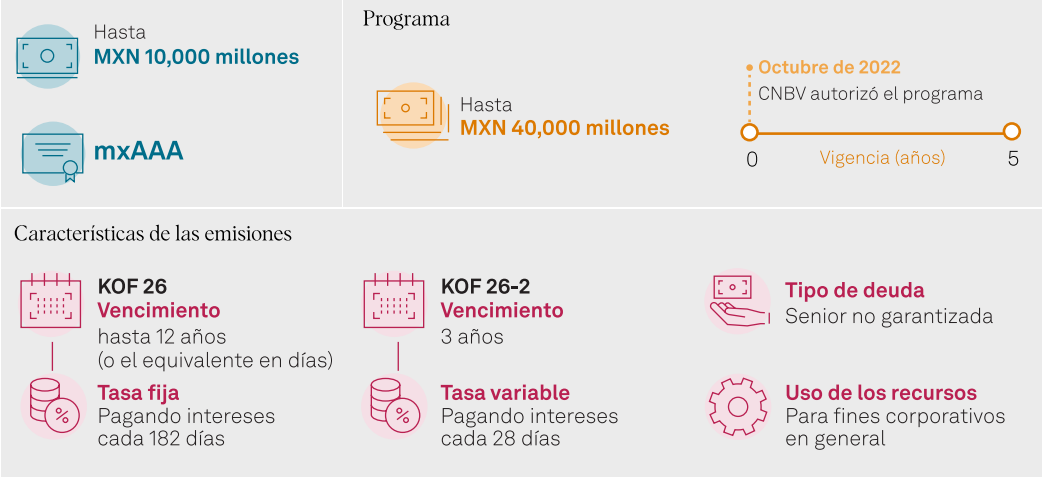 Hasta
MXN 10,000 millones
mxAAA
Programa
Hasta
MXN 40,000 millones
Octubre de 2022
CNBV autorizó el programa
0
Vigencia (años)
5
Características de las emisiones
KOF 26
Vencimiento
hasta 12 años
(o el equivalente en días)
%
Tasa fija
Pagando intereses
cada 182 días
KOF 26-2
Vencimiento
3 años
%
Tasa variable
Pagando intereses
cada 28 días
Tipo de deuda
Senior no garantizada
Uso de los recursos
Para fines corporativos
en general